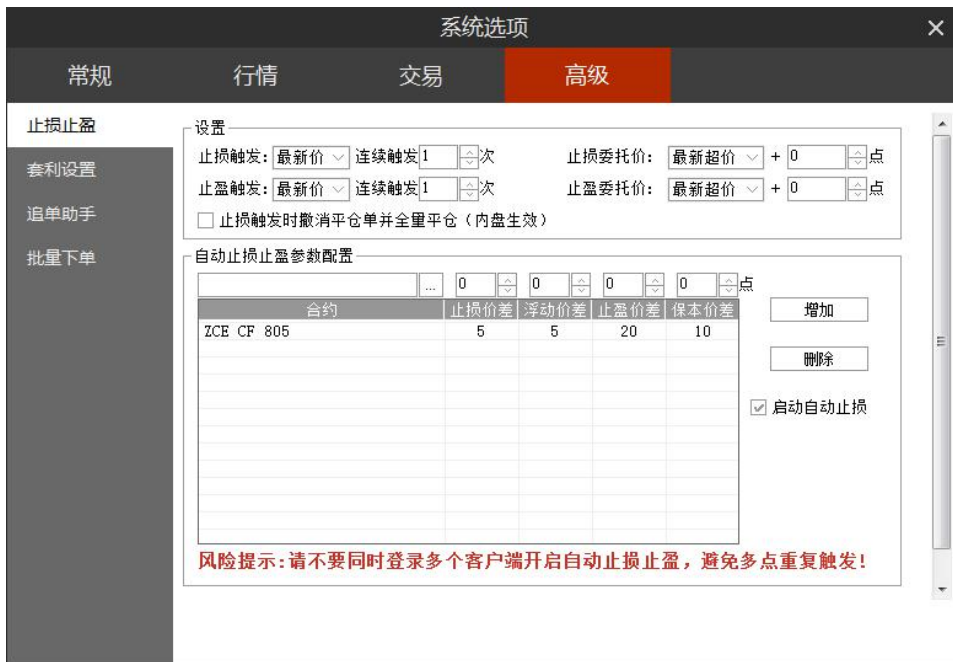 系统选项
常规 行情 交易 高级
止损止盈
套利设置
追单助手
批量下单
设置
止损触发: 最新价 连续触发 1 次 止损委托价: 最新超价 + 0 点
止盈触发: 最新价 连续触发 1 次 止盈委托价: 最新超价 + 0 点
止损触发时撤消平仓单并全量平仓（内盘生效）
自动止损止盈参数配置
... 0 0 0 0 点
合约 止损价差 浮动价差 止盈价差 保本价差
ZCE CF 805 5 5 20 10
增加
删除
启动自动止损
风险提示:请不要同时登录多个客户端开启自动止损止盈，避免多点重复触发!